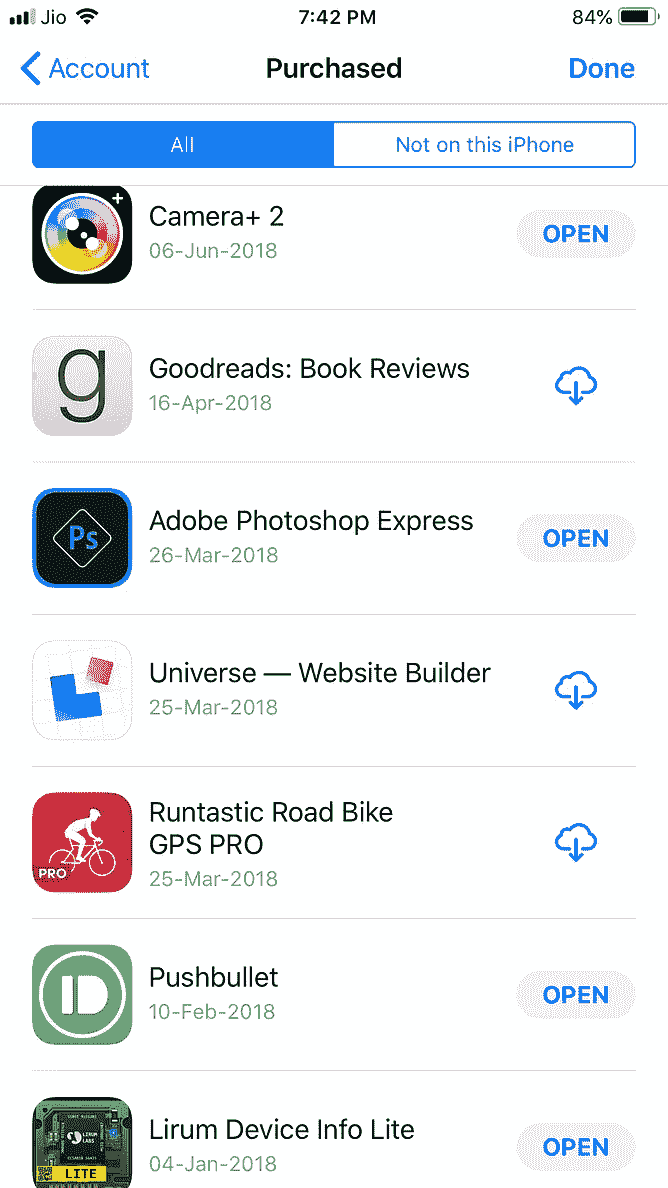 Jio 7:42 PM 84%
Account Purchased Done
All Not on this iPhone
Camera+ 2
06-Jun-2018
OPEN
g
Goodreads: Book Reviews
16-Apr-2018
Ps
Adobe Photoshop Express
26-Mar-2018
OPEN
Universe — Website Builder
25-Mar-2018
PRO
Runtastic Road Bike
GPS PRO
25-Mar-2018
Pushbullet
10-Feb-2018
OPEN
LIRUM
LABS
LITE
Lirum Device Info Lite
04-Jan-2018
OPEN